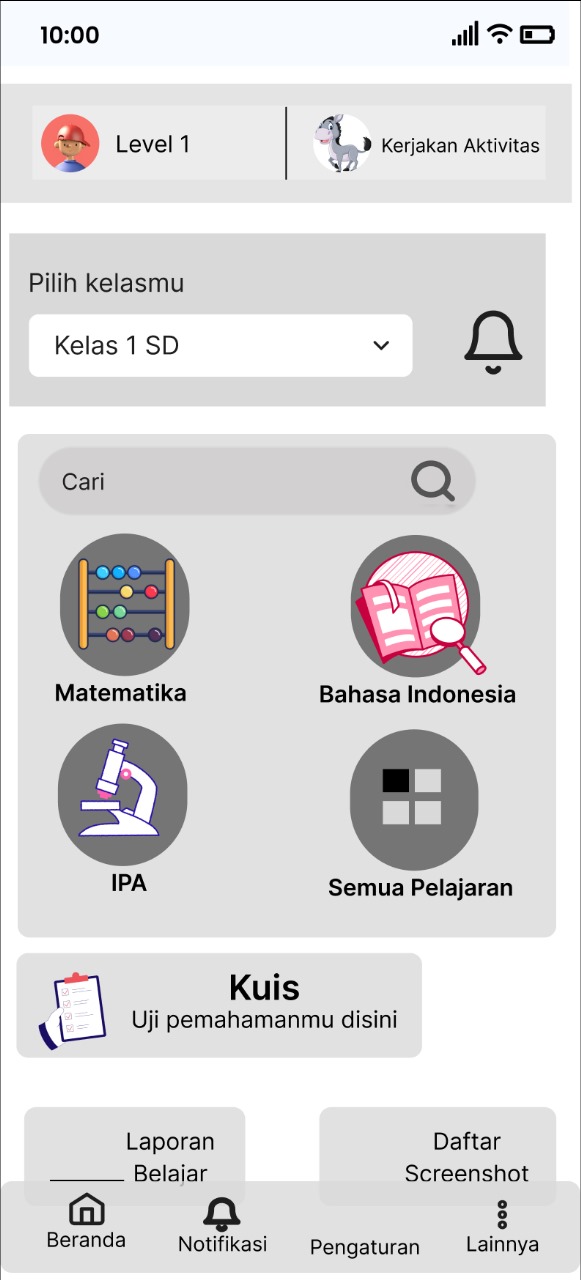 10:00
Level 1
Kerjakan Aktivitas
Pilih kelasmu
Kelas 1 SD
Cari
Matematika
Bahasa Indonesia
IPA
Semua Pelajaran
Kuis
Uji pemahamanmu disini
Laporan
Belajar
Daftar
Screenshot
Beranda
Notifikasi
Pengaturan
Lainnya